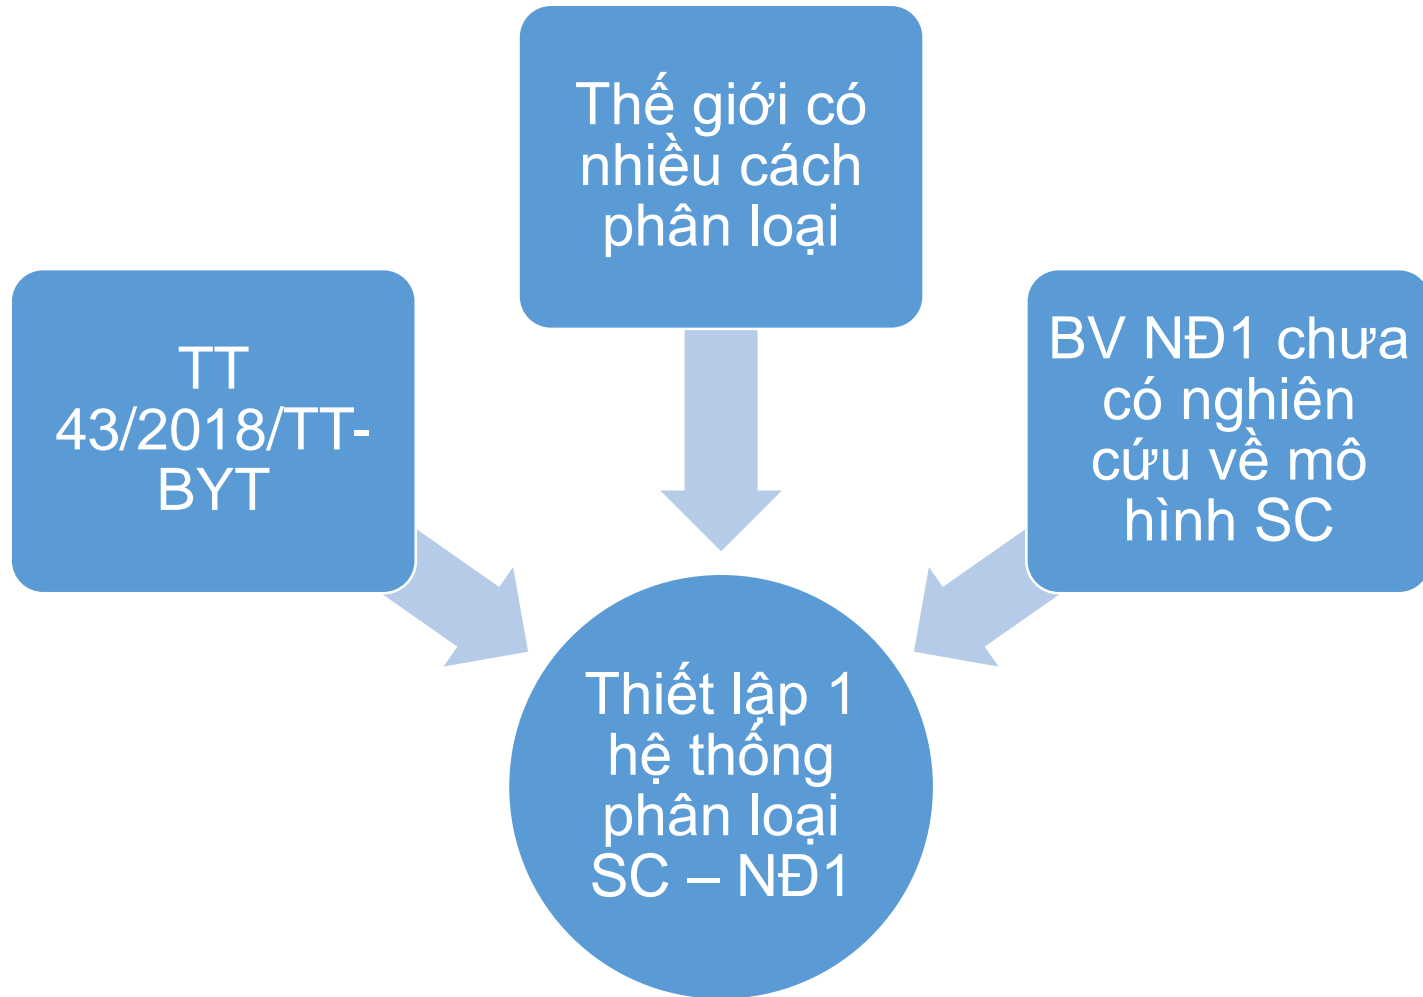 Thế giới có
nhiều cách
phân loại
TT
43/2018/TT-
BYT
BV NĐ1 chưa
có nghiên
cứu về mô
hình SC
Thiết lập 1
hệ thống
phân loại
SC – NĐ1